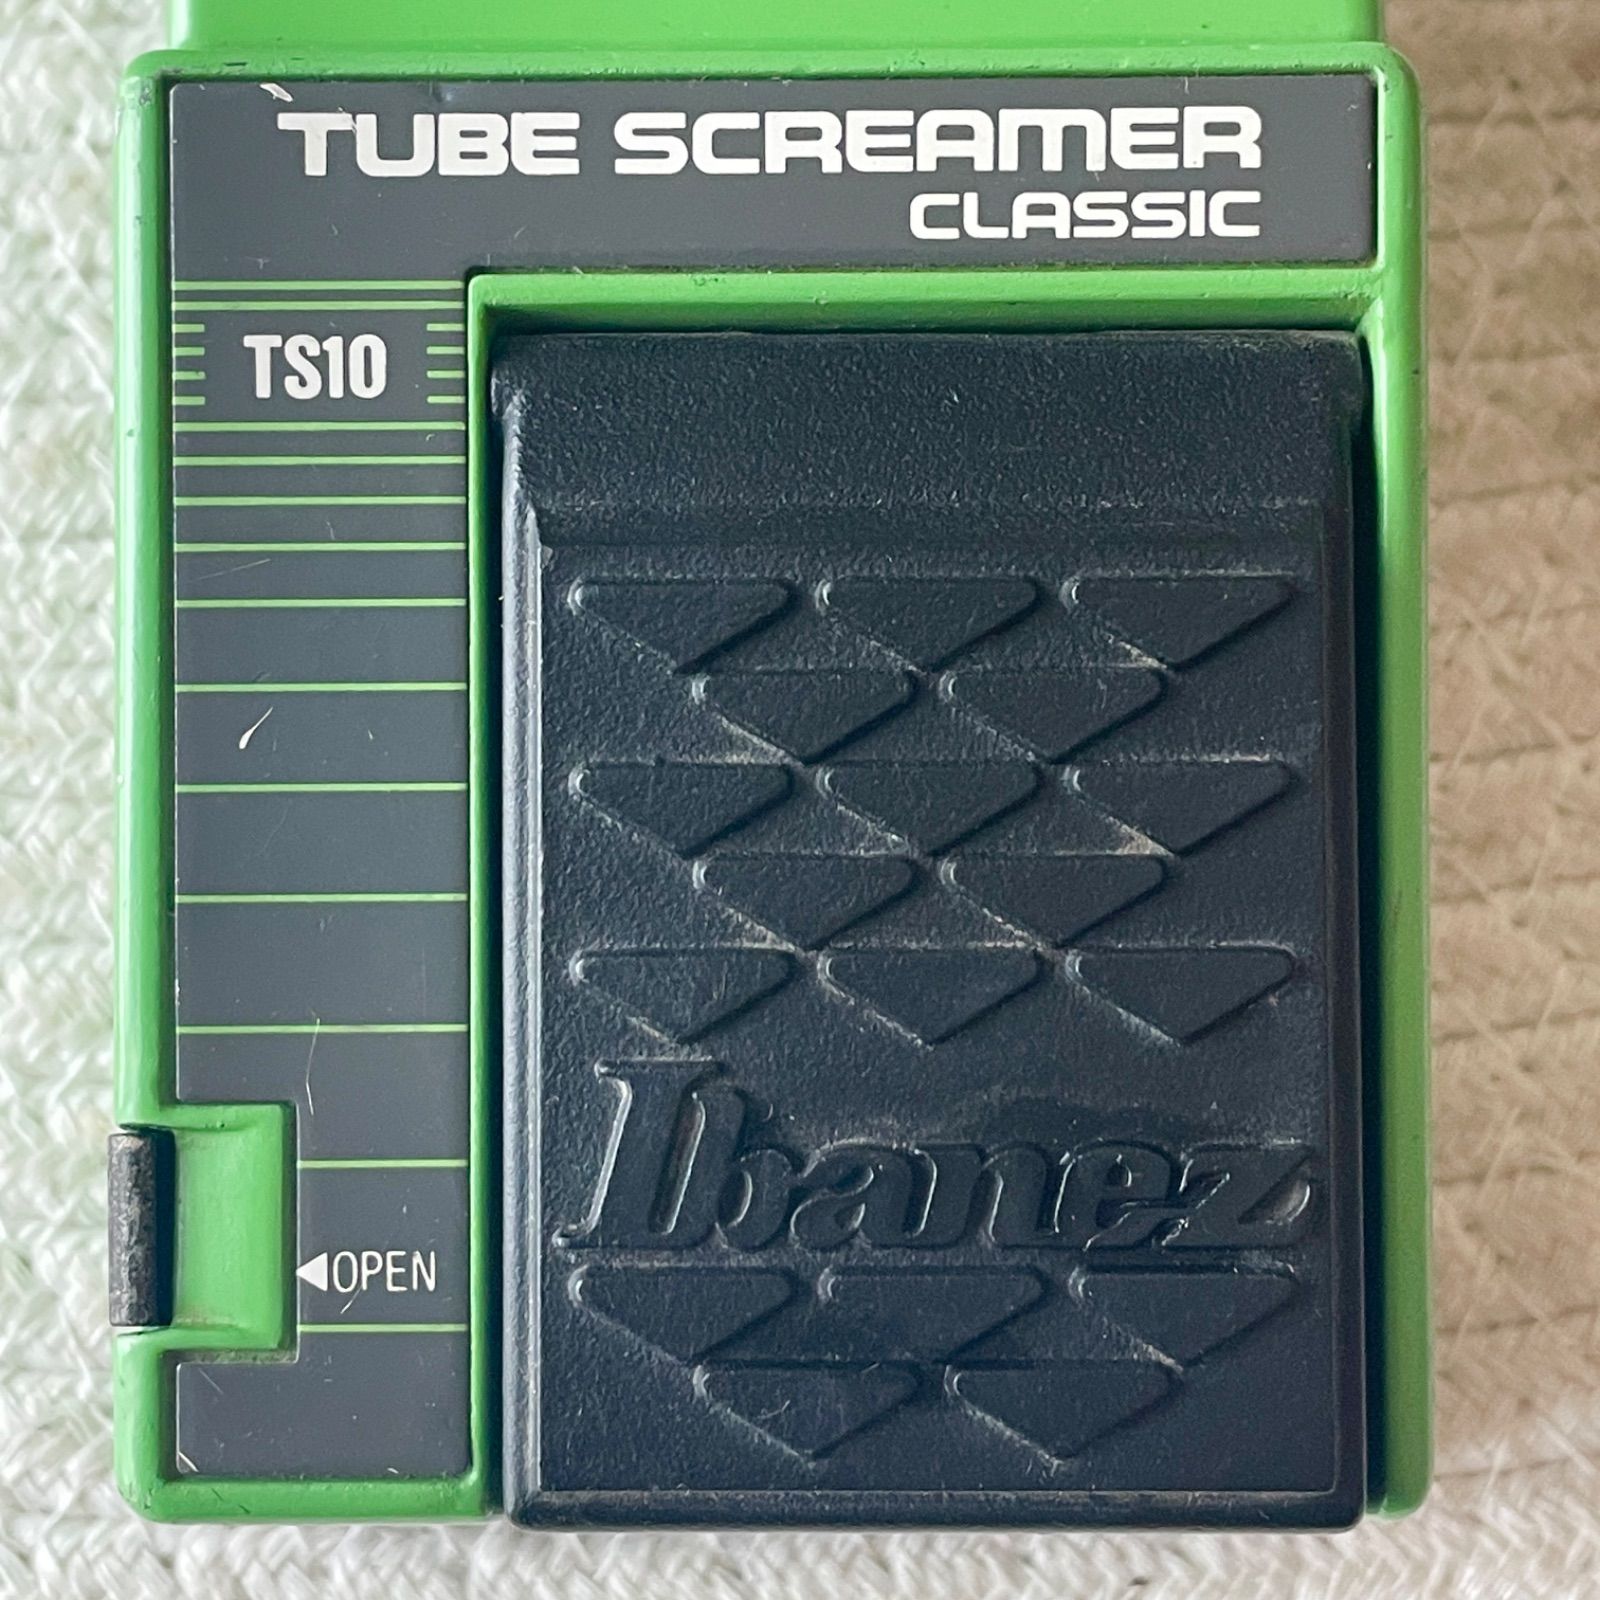 TUBE SCREAMER
CLASSIC
TS10
OPEN
Ibanez